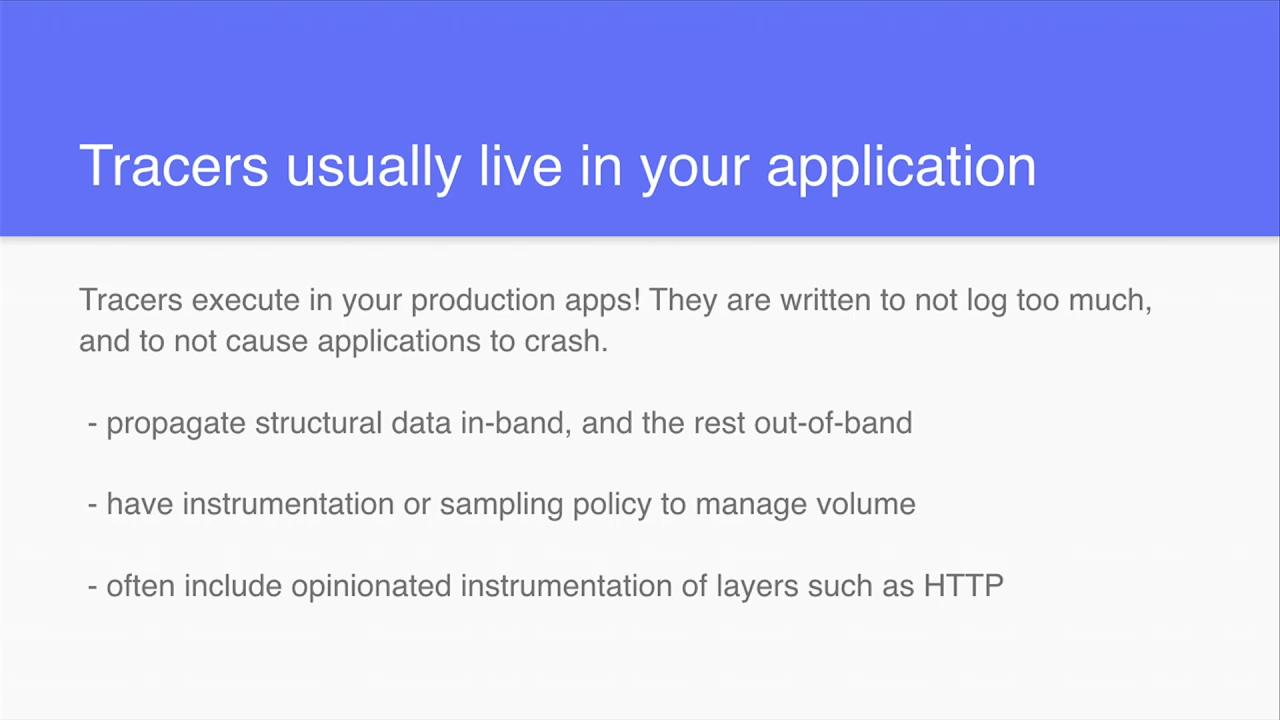 Tracers usually live in your application
Tracers execute in your production apps! They are written to not log too much,
and to not cause applications to crash.
- propagate structural data in-band, and the rest out-of-band
- have instrumentation or sampling policy to manage volume
- often include opinionated instrumentation of layers such as HTTP